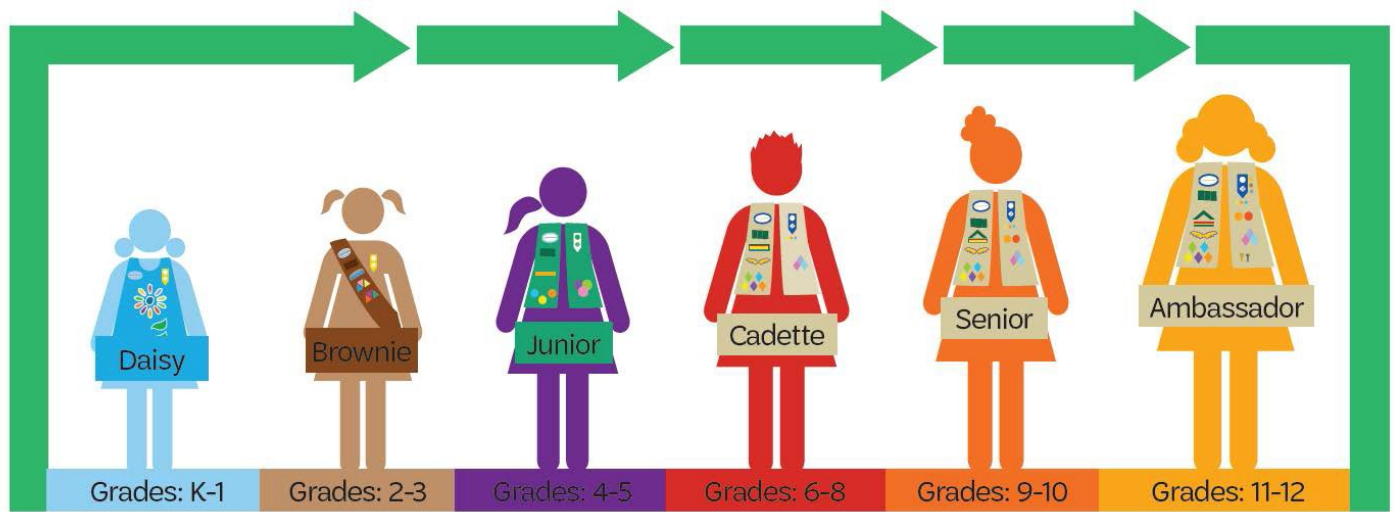 Daisy
Brownie
Junior
Cadette
Senior
Ambassador
Grades: K-1
Grades: 2-3
Grades: 4-5
Grades: 6-8
Grades: 9-10
Grades: 11-12